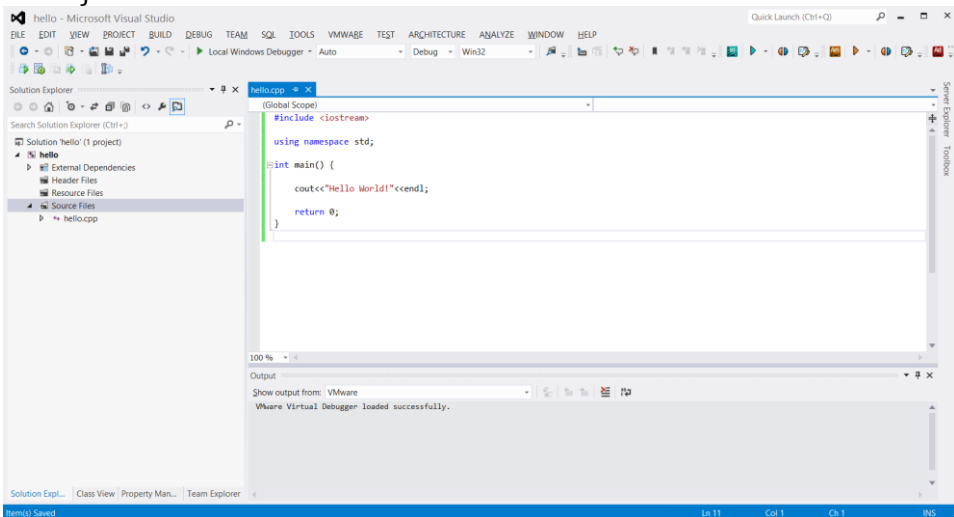 hello - Microsoft Visual Studio
Quick Launch (Ctrl+Q)
FILE EDIT VIEW PROJECT BUILD DEBUG TEAM SQL TOOLS VMWARE TEST ARCHITECTURE ANALYZE WINDOW HELP
Local Windows Debugger Auto Debug Win32
Solution Explorer
Search Solution Explorer (Ctrl+;)
Solution 'hello' (1 project)
hello
External Dependencies
Header Files
Resource Files
Source Files
hello.cpp
hello.cpp
(Global Scope)
#include <iostream>
using namespace std;
int main() {
cout<<"Hello World!"<<endl;
return 0;
}
100 %
Output
Show output from: VMware
VMware Virtual Debugger loaded successfully.
Server Explorer
Toolbox
Solution Expl... Class View Property Man... Team Explorer
Item(s) Saved Ln 11 Col 1 Ch 1 INS